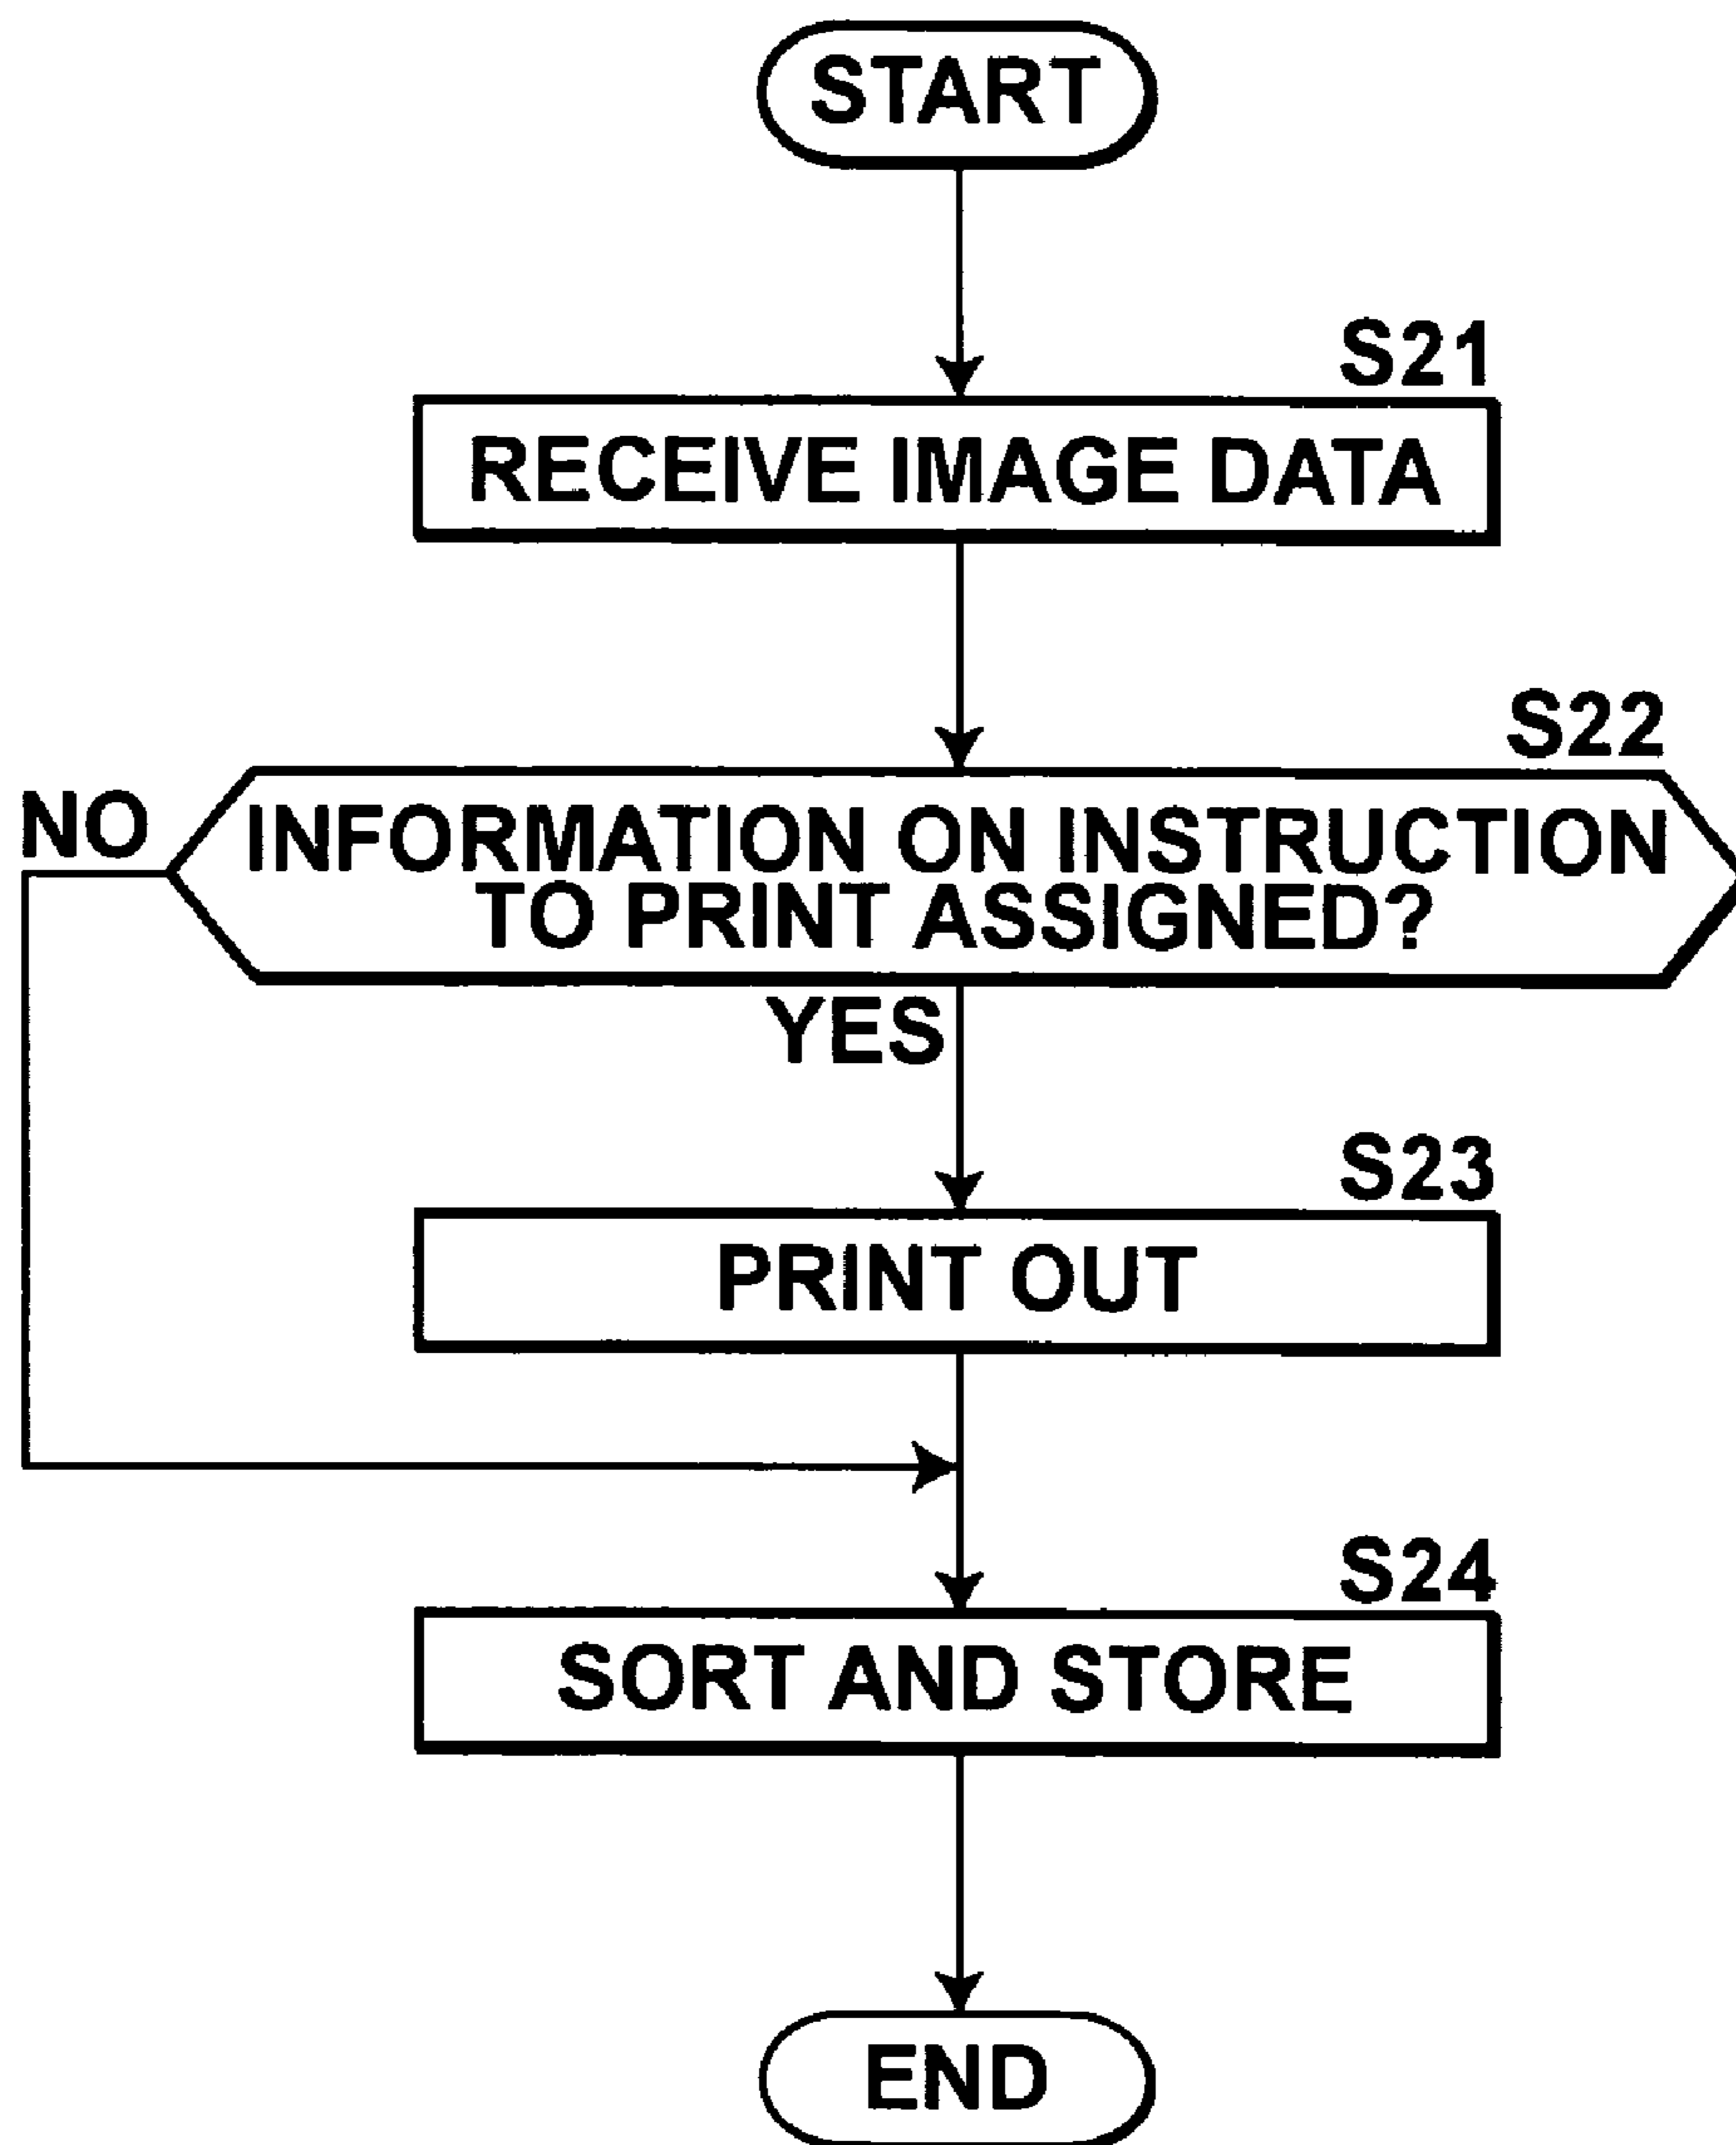 START
S21
RECEIVE IMAGE DATA
S22
NO
INFORMATION ON INSTRUCTION
TO PRINT ASSIGNED?
YES
S23
PRINT OUT
S24
SORT AND STORE
END